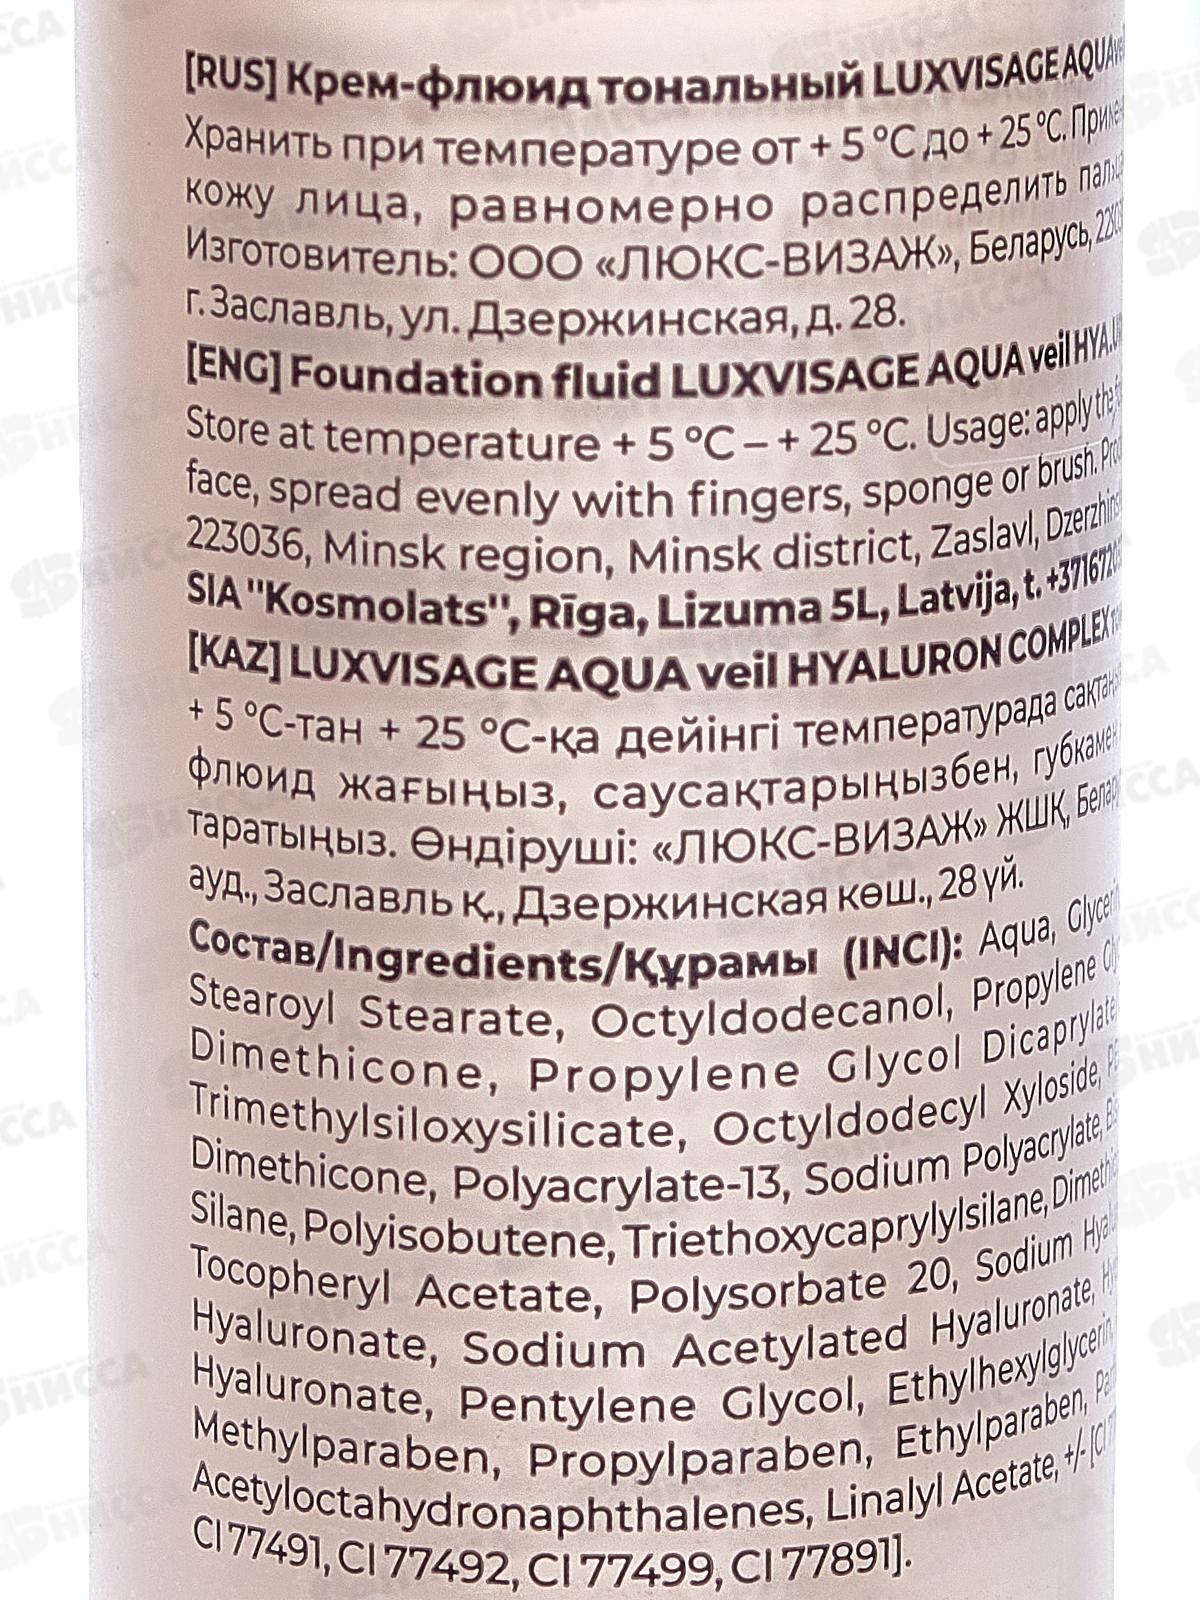 [RUS] Крем-флюид тональный LUXVISAGE AQUA
Хранить при температуре от + 5 °C до + 25 °C.
кожу лица, равномерно распределить
Изготовитель: ООО «ЛЮКС-ВИЗАЖ», Беларусь,
г. Заславль, ул. Дзержинская, д. 28.
[ENG] Foundation fluid LUXVISAGE AQUA veil
Store at temperature + 5 °C – + 25 °C. Usage: apply the
face, spread evenly with fingers, sponge or brush.
223036, Minsk region, Minsk district, Zaslavl,
SIA "Kosmolats", Rīga, Lizuma 5L, Latvija, t.
[KAZ] LUXVISAGE AQUA veil HYALURON COMPLEX
+ 5 °C-тан + 25 °C-қа дейінгі температурада
флюид жағыңыз, саусақтарыңызбен, губкамен
таратыңыз. Өндіруші: «ЛЮКС-ВИЗАЖ» ЖШҚ,
ауд., Заславль қ., Дзержинская көш., 28 үй.
Состав/Ingredients/Құрамы (INCI): Aqua,
Stearoyl Stearate, Octyldodecanol, Propylene
Dimethicone, Propylene Glycol Dicaprylate
Trimethylsiloxysilicate, Octyldodecyl Xyloside,
Dimethicone, Polyacrylate-13, Sodium Polyacrylate,
Silane, Polyisobutene, Triethoxycaprylylsilane,
Tocopheryl Acetate, Polysorbate 20, Sodium
Hyaluronate, Sodium Acetylated Hyaluronate,
Hyaluronate, Pentylene Glycol, Ethylhexylglycerin,
Methylparaben, Propylparaben, Ethylparaben,
Acetyloctahydronaphthalenes, Linalyl Acetate, +/- [CI
CI 77491, CI 77492, CI 77499, CI 77891].